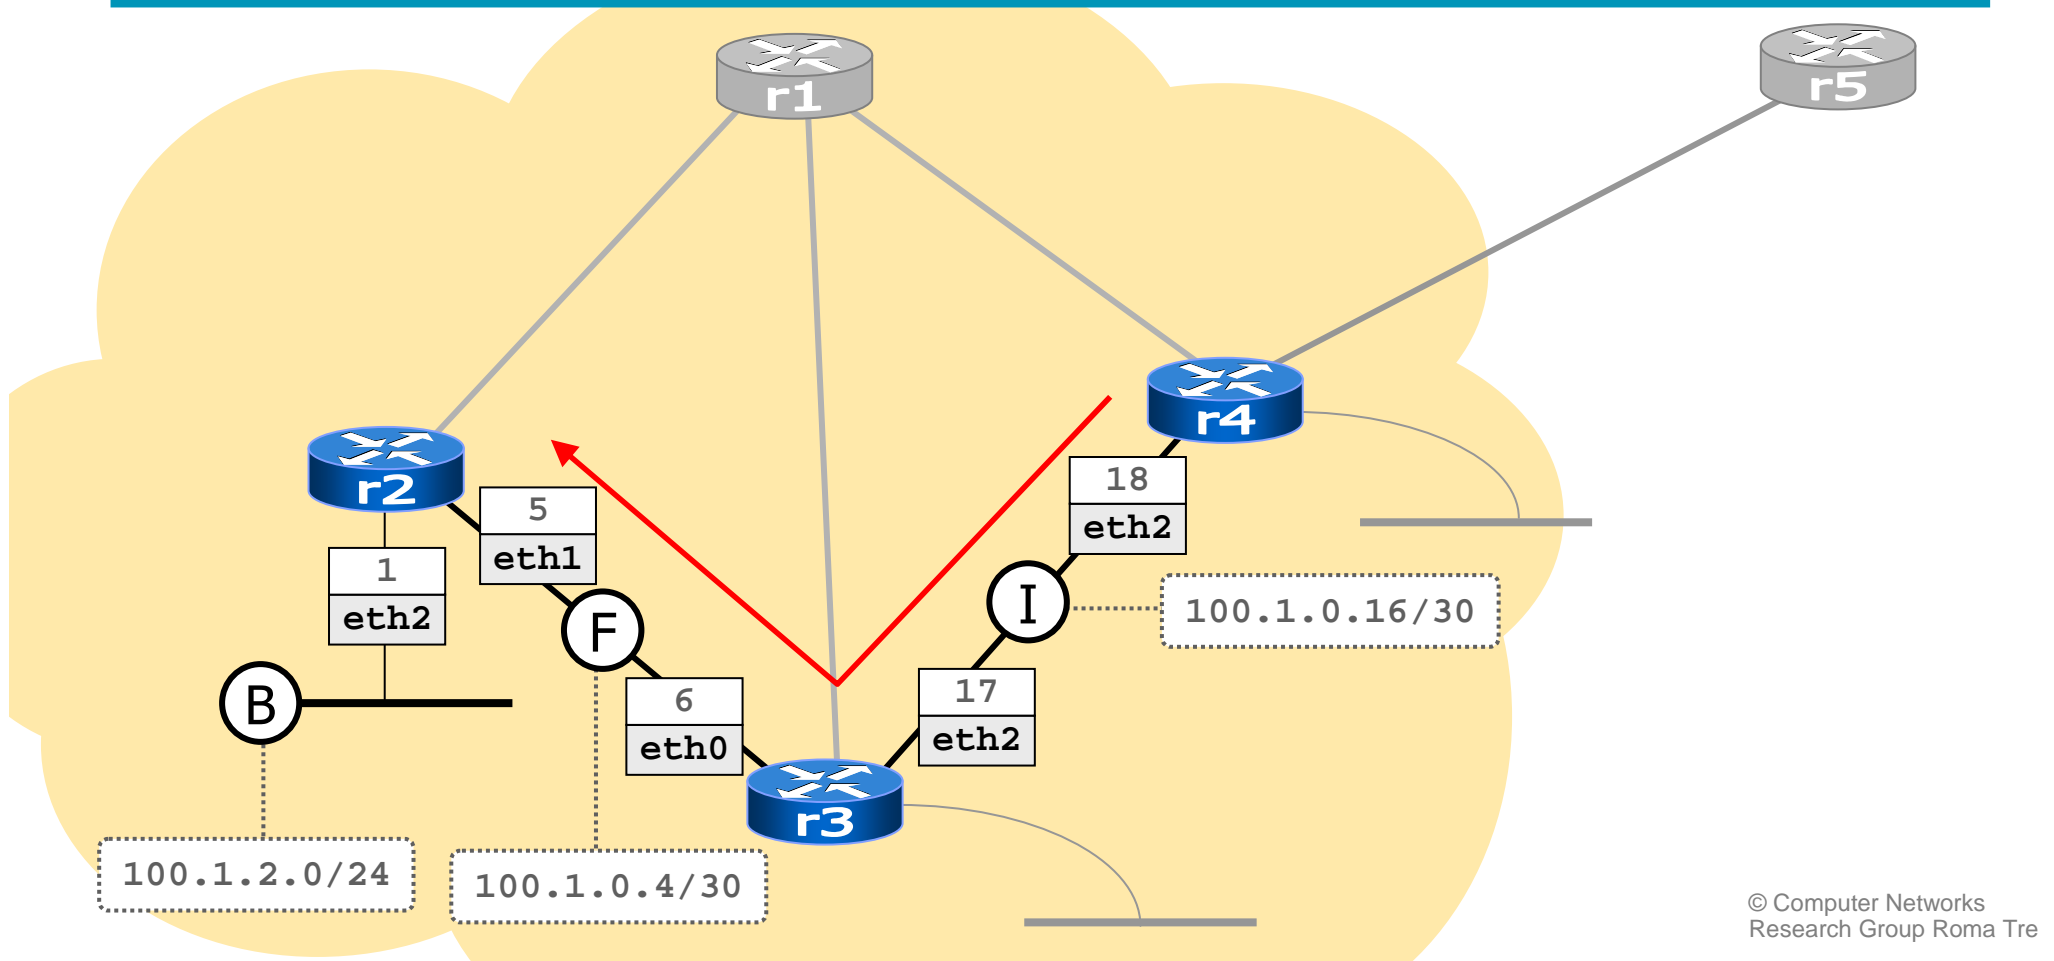 r1
r5
r4
18
eth2
r2
5
eth1
1
eth2
I
100.1.0.16/30
F
B
6
eth0
17
eth2
r3
100.1.2.0/24
100.1.0.4/30
© Computer Networks
Research Group Roma Tre